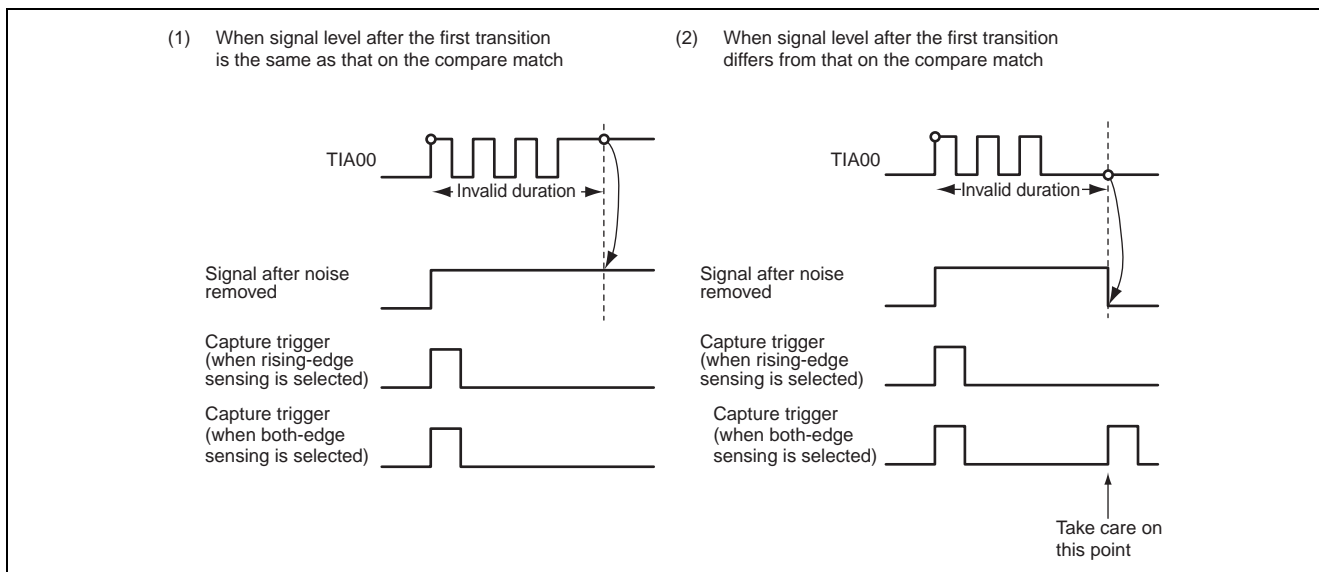 (1) When signal level after the first transition
is the same as that on the compare match
TIA00
Invalid duration
Signal after noise
removed
Capture trigger
(when rising-edge
sensing is selected)
Capture trigger
(when both-edge
sensing is selected)
(2) When signal level after the first transition
differs from that on the compare match
TIA00
Invalid duration
Signal after noise
removed
Capture trigger
(when rising-edge
sensing is selected)
Capture trigger
(when both-edge
sensing is selected)
Take care on
this point